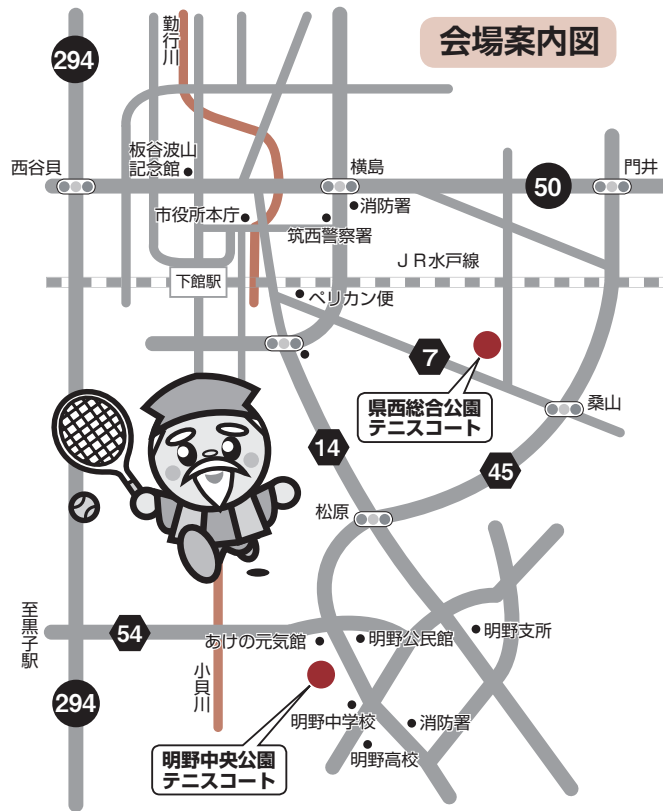 会場案内図
294
勤行川
西谷貝
板谷波山
記念館
横島
50
門井
市役所本庁
消防署
筑西警察署
JR水戸線
下館駅
ペリカン便
7
県西総合公園
テニスコート
桑山
14
45
松原
至黒子駅
54
あけの元気館
明野公民館
明野支所
小貝川
294
明野中学校
消防署
明野高校
明野中央公園
テニスコート